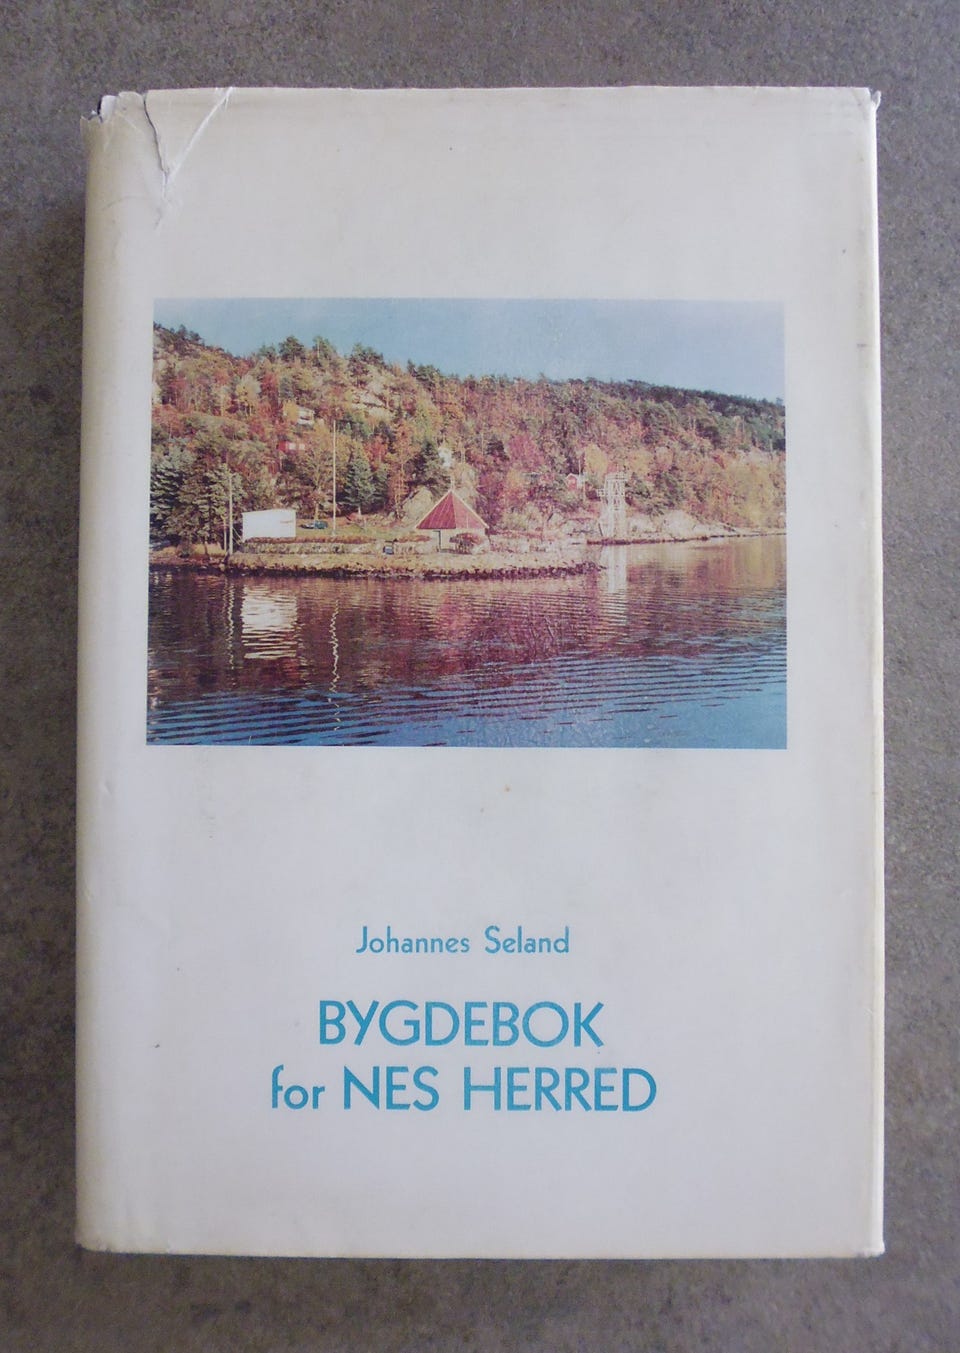 Johannes Seland
BYGDEBOK
for NES HERRED